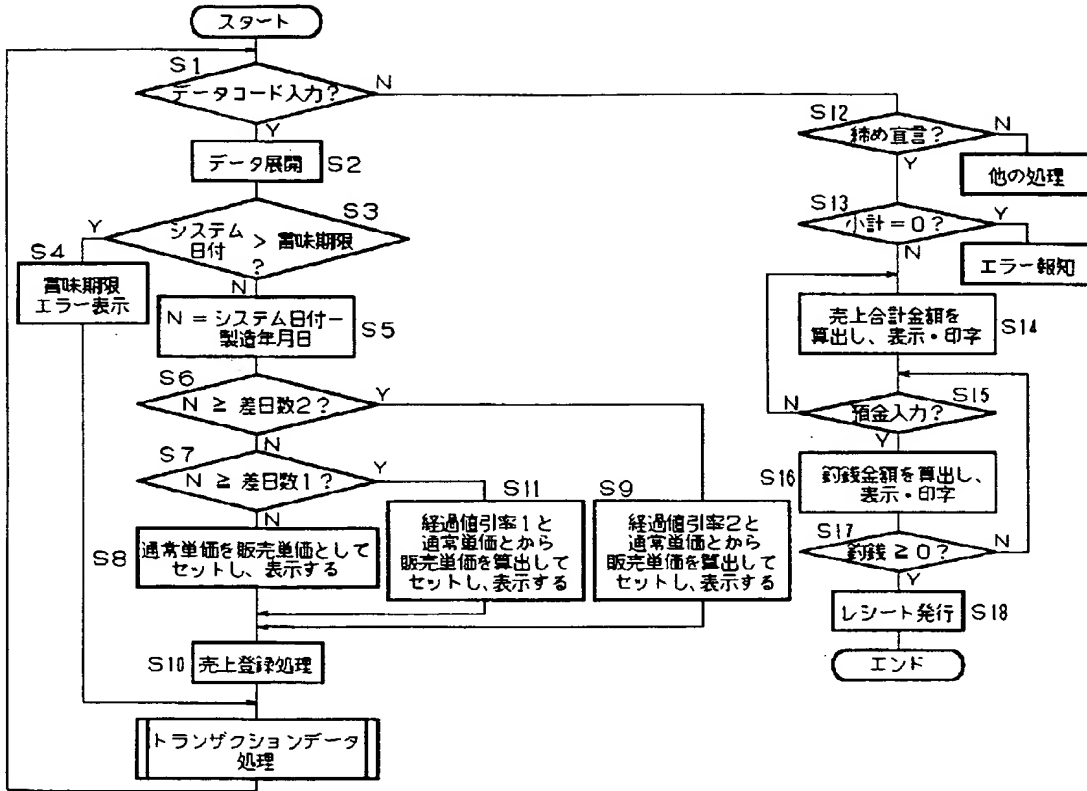 スタート
S1
データコード入力?
N
Y
データ展開
S2
S3
システム
日付 > 賞味期限
?
Y
N
S4
賞味期限
エラー表示
N=システム日付−
製造年月日
S5
S6
N ≧ 差日数2?
Y
N
S7
N ≧ 差日数1?
Y
N
S8
通常単価を販売単価として
セットし、表示する
S11
経過値引率1と
通常単価とから
販売単価を算出して
セットし、表示する
S9
経過値引率2と
通常単価とから
販売単価を算出して
セットし、表示する
S10
売上登録処理
トランザクションデータ
処理
S12
締め宣言?
N
Y
他の処理
S13
小計=0?
Y
N
エラー報知
売上合計金額を
算出し、表示・印字
S14
S15
預金入力?
N
Y
S16
釣銭金額を算出し、
表示・印字
S17
釣銭≧0?
N
Y
レシート発行
S18
エンド